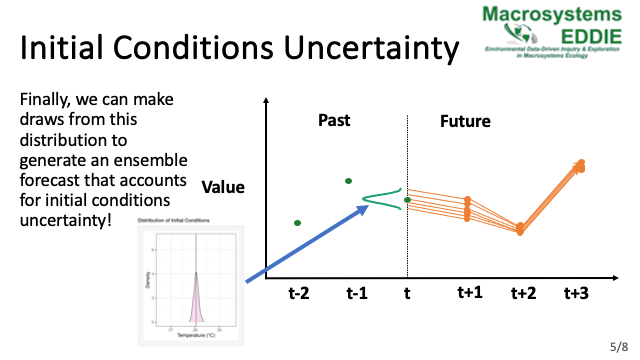 Macrosystems
EDDIE
Environmental Data-Driven Inquiry & Exploration
in Macrosystems Ecology
Initial Conditions Uncertainty
Finally, we can make
draws from this
distribution to
generate an ensemble
forecast that accounts
for initial conditions
uncertainty!
Past
Future
Value
t-2
t-1
t
t+1
t+2
t+3
Distribution of Initial Conditions
Density
Temperature (°C)
5/8